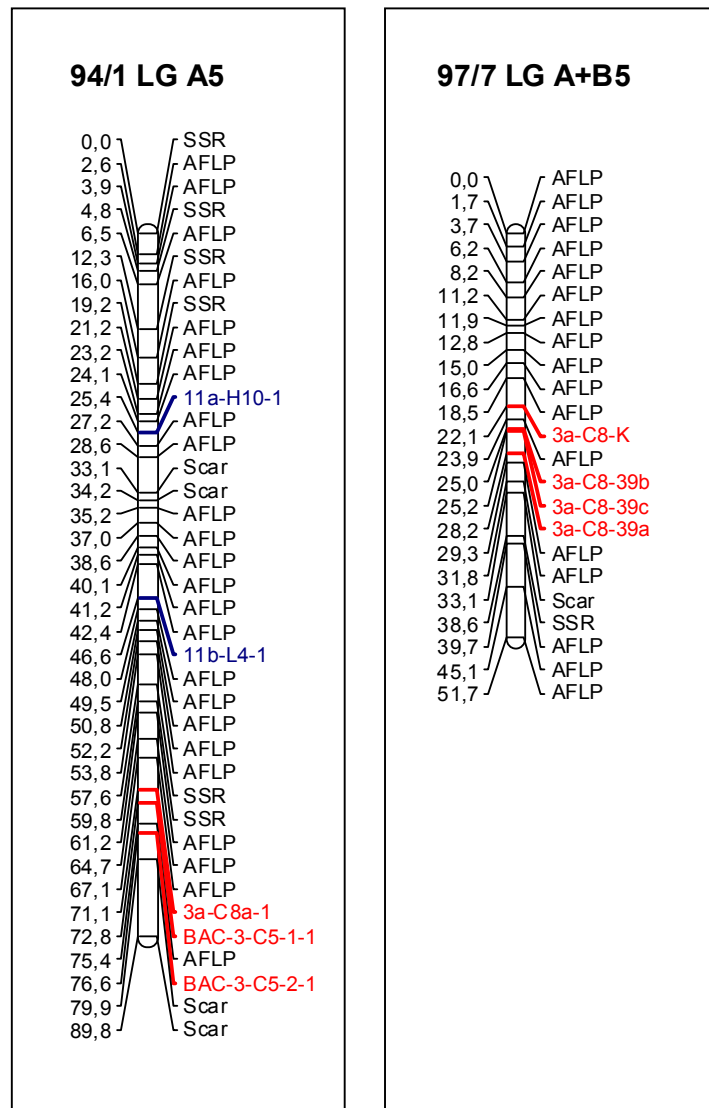 94/1 LG A5
0,0 SSR
2,6 AFLP
3,9 AFLP
4,8 SSR
6,5 AFLP
12,3 SSR
16,0 AFLP
19,2 SSR
21,2 AFLP
23,2 AFLP
24,1 AFLP
25,4 11a-H10-1
27,2 AFLP
28,6 AFLP
33,1 Scar
34,2 Scar
35,2 AFLP
37,0 AFLP
38,6 AFLP
40,1 AFLP
41,2 AFLP
42,4 AFLP
46,6 11b-L4-1
48,0 AFLP
49,5 AFLP
50,8 AFLP
52,2 AFLP
53,8 AFLP
57,6 SSR
59,8 SSR
61,2 AFLP
64,7 AFLP
67,1 AFLP
71,1 3a-C8a-1
72,8 BAC-3-C5-1-1
75,4 AFLP
76,6 BAC-3-C5-2-1
79,9 Scar
89,8 Scar
97/7 LG A+B5
0,0 AFLP
1,7 AFLP
3,7 AFLP
6,2 AFLP
8,2 AFLP
11,2 AFLP
11,9 AFLP
12,8 AFLP
15,0 AFLP
16,6 AFLP
18,5 AFLP
22,1 3a-C8-K
23,9 AFLP
25,0 3a-C8-39b
25,2 3a-C8-39c
28,2 3a-C8-39a
29,3 AFLP
31,8 AFLP
33,1 Scar
38,6 SSR
39,7 AFLP
45,1 AFLP
51,7 AFLP